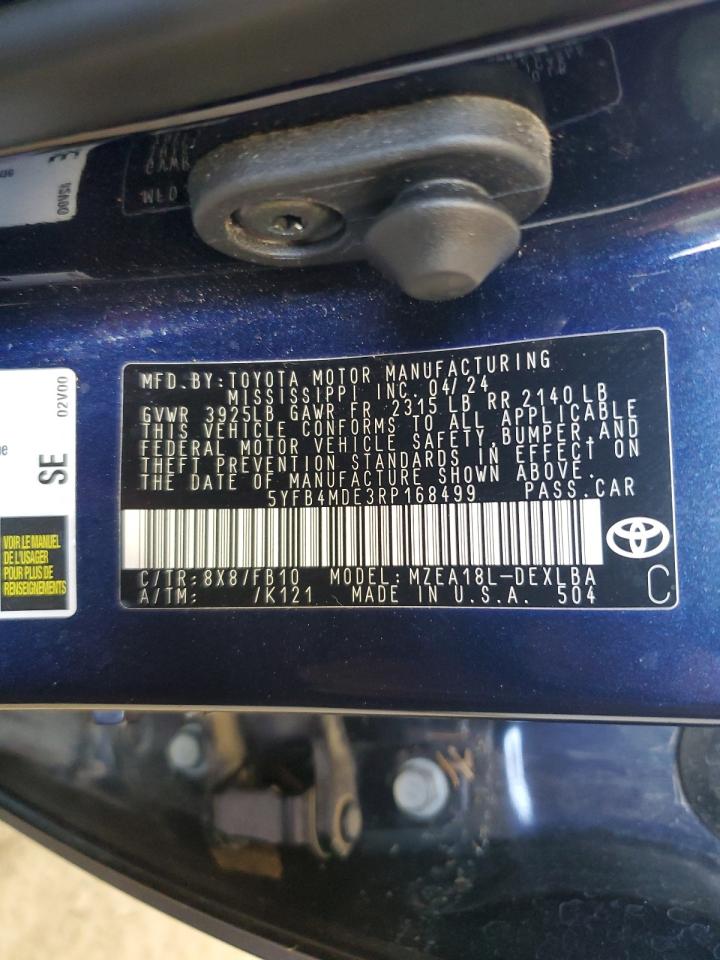 02V00
SE
VOIR LE MANUEL
DE L'USAGER
POUR PLUS DE
RENSEIGNEMENTS
MFD. BY: TOYOTA MOTOR MANUFACTURING
MISSISSIPPI INC. 04/24
GVWR 3925LB GAWR FR 2315 LB RR 2140 LB
THIS VEHICLE CONFORMS TO ALL APPLICABLE
FEDERAL MOTOR VEHICLE SAFETY, BUMPER, AND
THEFT PREVENTION STANDARDS IN EFFECT ON
THE DATE OF MANUFACTURE SHOWN ABOVE.
5YFB4MDE3RP168499 PASS. CAR
C/TR: 8X8/FB10 MODEL: MZEA18L-DEXLBA
A/TM: /K121 MADE IN U.S.A. 504 C